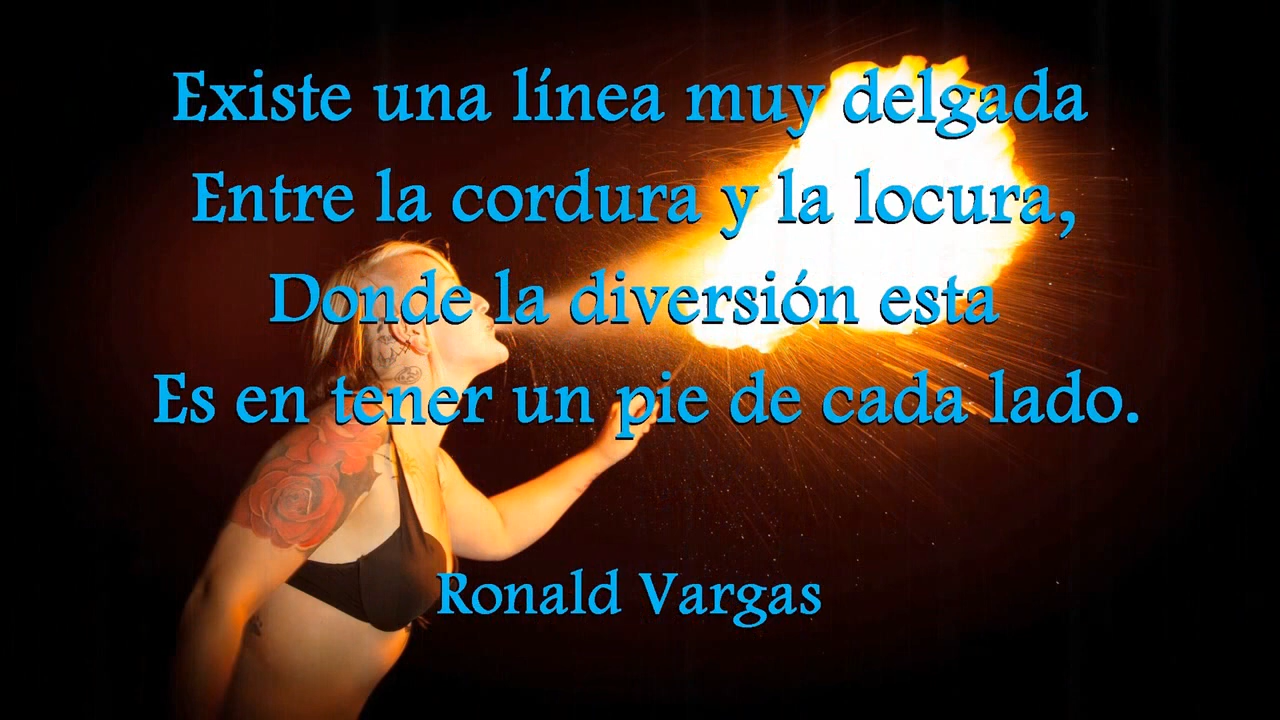 Existe una línea muy delgada
Entre la cordura y la locura,
Donde la diversión esta
Es en tener un pie de cada lado.
Ronald Vargas